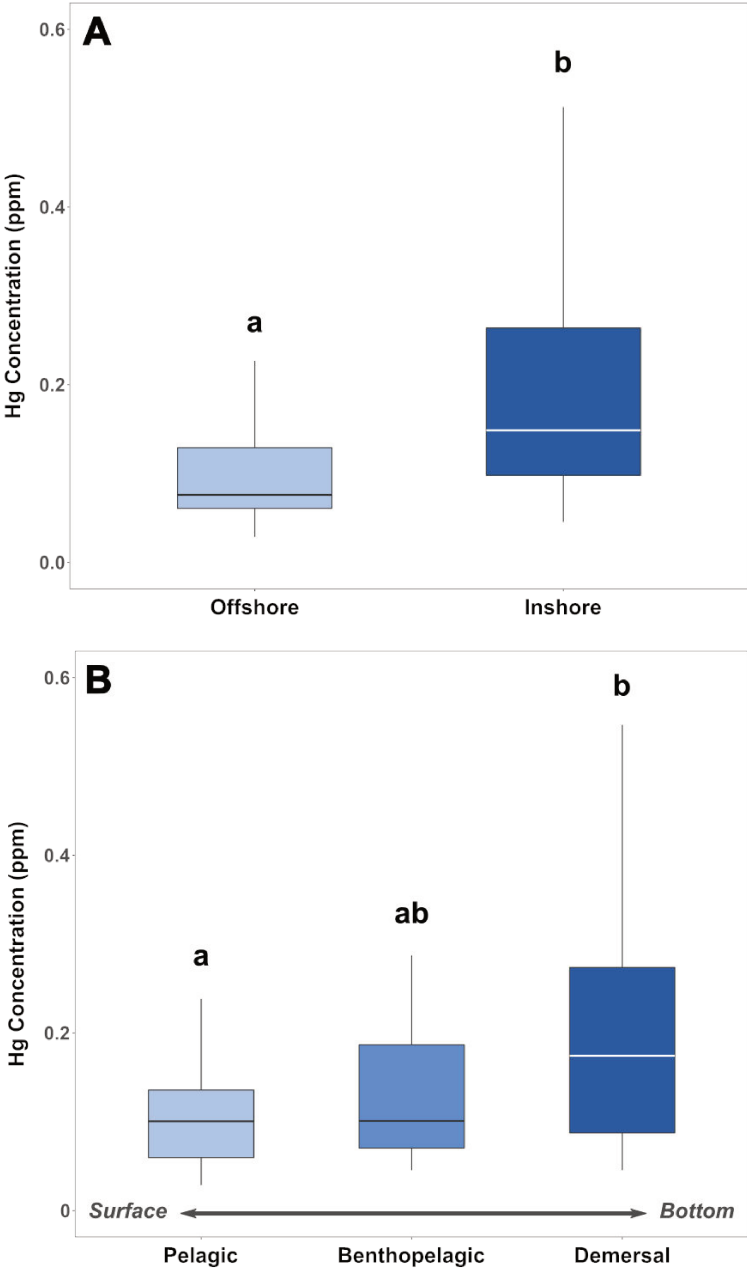 A
0.6
b
0.4
a
0.2
0.0
Hg Concentration (ppm)
Offshore Inshore
B
0.6
b
0.4
ab
a
0.2
0
Hg Concentration (ppm)
Surface Bottom
Pelagic Benthopelagic Demersal